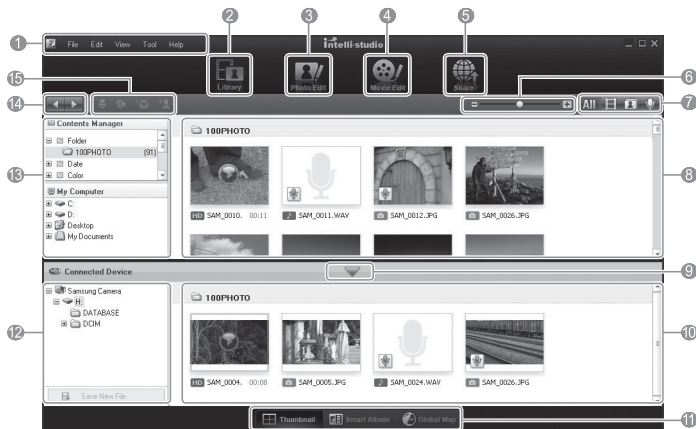 2 3 4 5
1 File Edit View Tool Help
intelli-studio
Library Photo Edit Movie Edit Share
15 6
14 All 7
Contents Manager
Folder
100PHOTO (91)
Date
Color
13
My Computer
C:
D:
Desktop
My Documents
100PHOTO
HD SAM_0010. 00:11 SAM_0011.WAV SAM_0012.JPG SAM_0026.JPG
8
Connected Device
9
Samsung Camera
H:
DATABASE
DCIM
12
Save New File
100PHOTO
HD SAM_0004. 00:08 SAM_0005.JPG SAM_0024.WAV SAM_0026.JPG
10
Thumbnail Smart Album Global Map
11